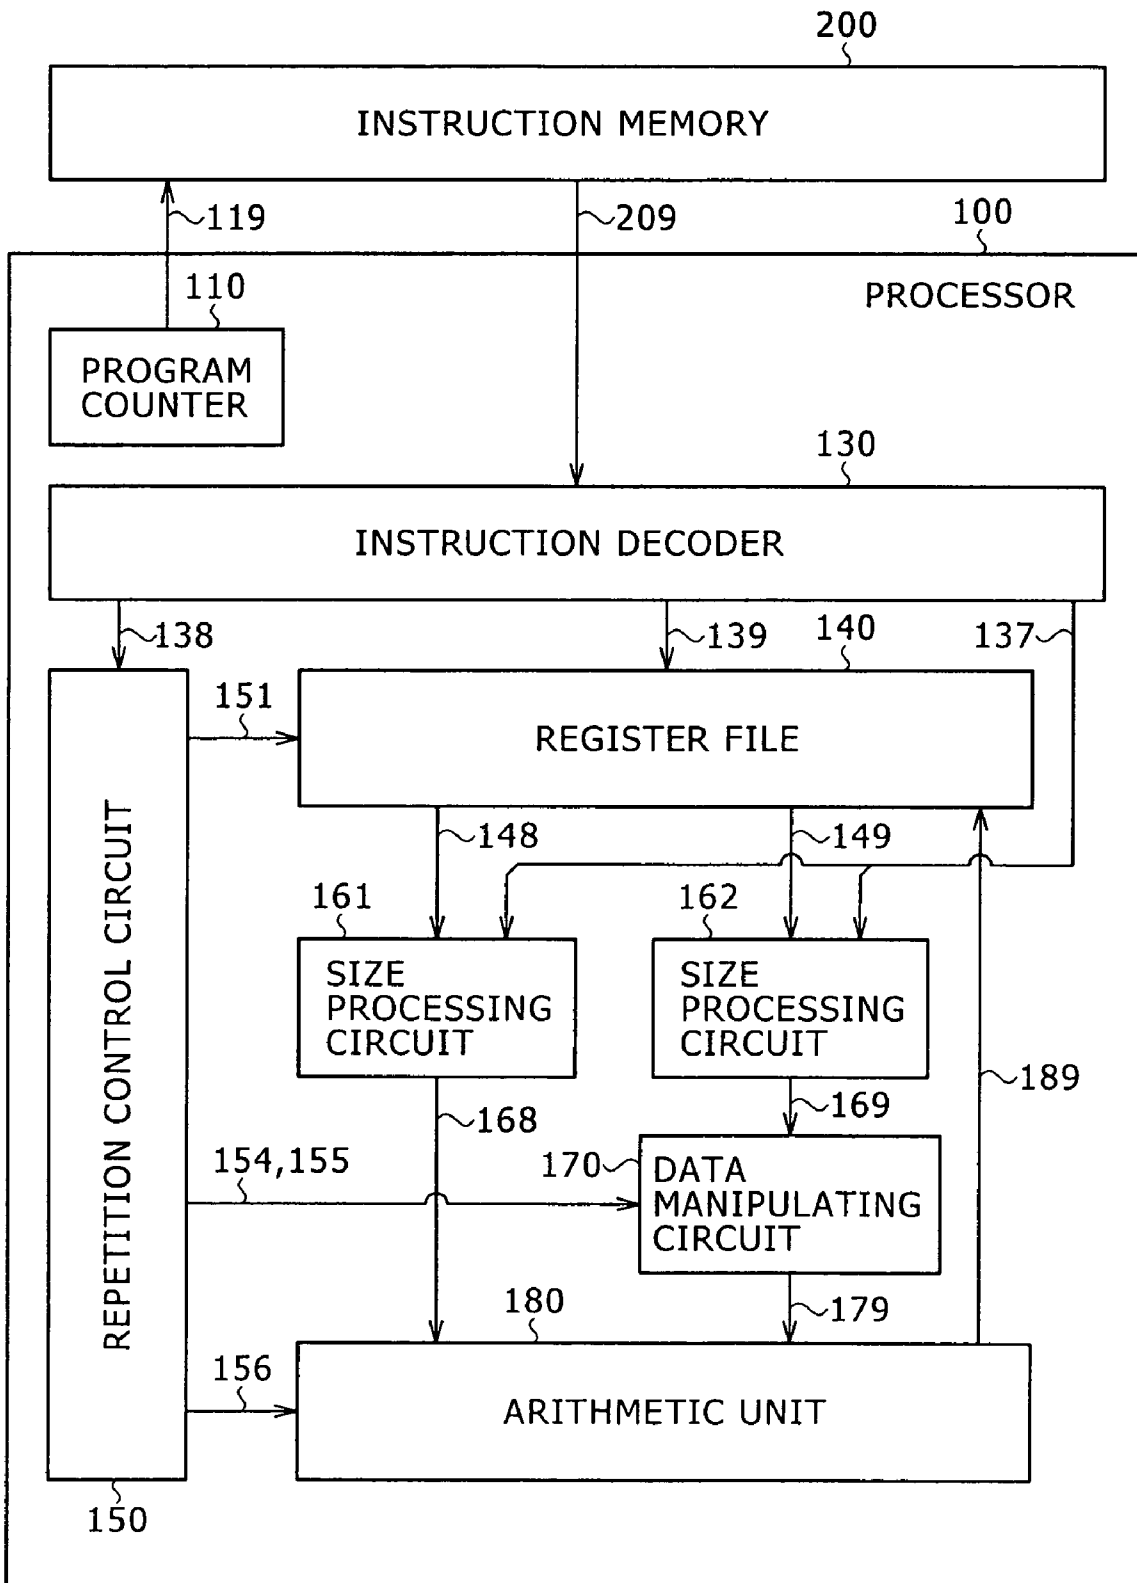 200
INSTRUCTION MEMORY
119
209
100
PROCESSOR
110
PROGRAM
COUNTER
130
INSTRUCTION DECODER
138
139
140
137
151
REGISTER FILE
148
149
161
162
SIZE
PROCESSING
CIRCUIT
SIZE
PROCESSING
CIRCUIT
189
168
169
154,155
170
DATA
MANIPULATING
CIRCUIT
REPETITION CONTROL CIRCUIT
180
179
156
ARITHMETIC UNIT
150